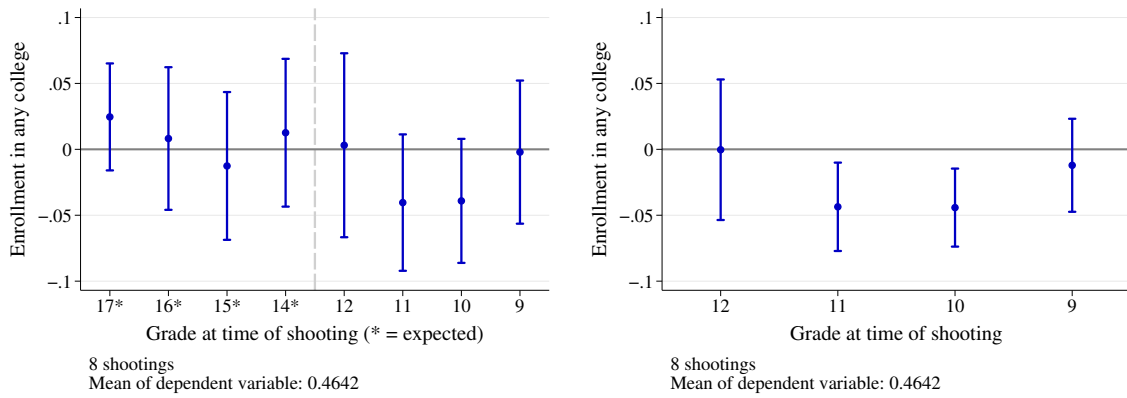 Enrollment in any college
.1
.05
0
−.05
−.1
17* 16* 15* 14* 12 11 10 9
Grade at time of shooting (* = expected)
8 shootings
Mean of dependent variable: 0.4642
Enrollment in any college
.1
.05
0
−.05
−.1
12 11 10 9
Grade at time of shooting
8 shootings
Mean of dependent variable: 0.4642